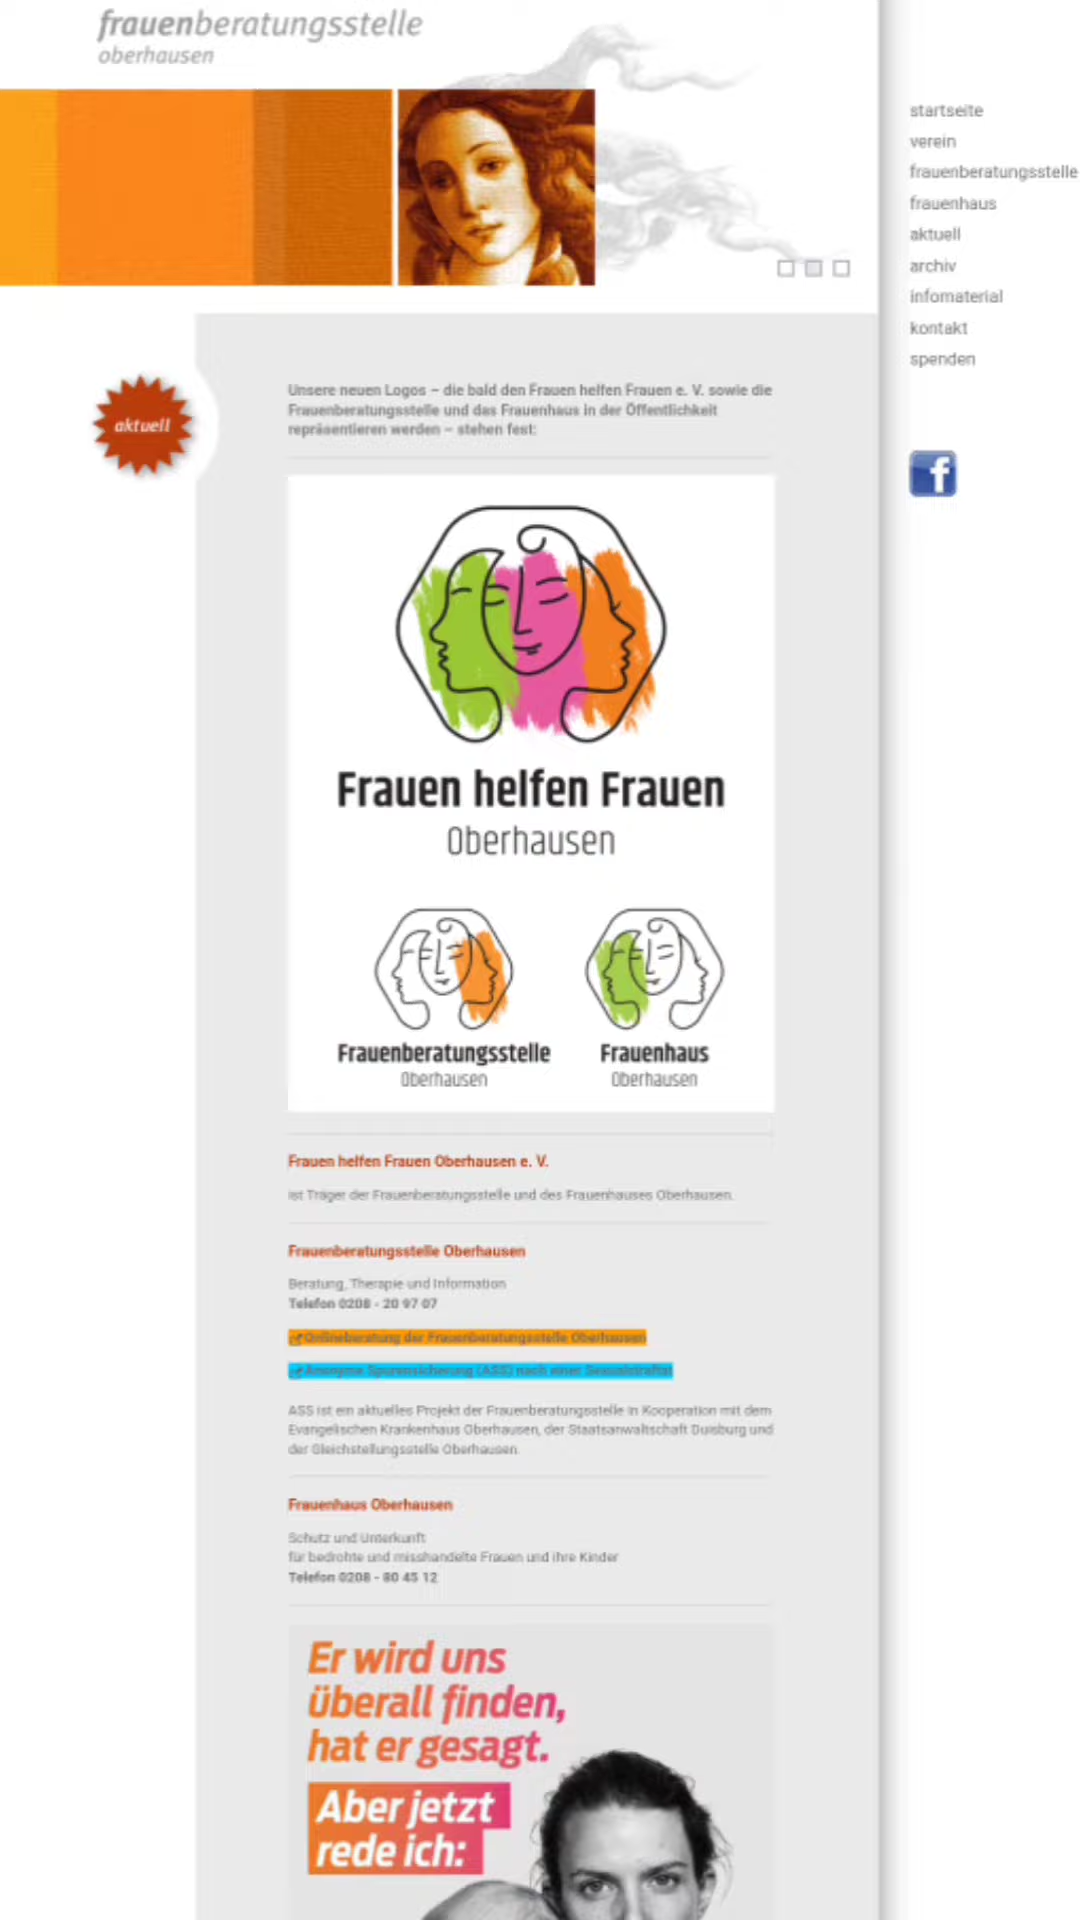 frauenberatungsstelle
oberhausen
startseite
verein
frauenberatungsstelle
frauenhaus
aktuell
archiv
infomaterial
kontakt
spenden
f
aktuell
Unsere neuen Logos – die bald den Frauen helfen Frauen e. V. sowie die
Frauenberatungsstelle und das Frauenhaus in der Öffentlichkeit
repräsentieren werden – stehen fest:
Frauen helfen Frauen
Oberhausen
Frauenberatungsstelle
Oberhausen
Frauenhaus
Oberhausen
Frauen helfen Frauen Oberhausen e. V.
ist Träger der Frauenberatungsstelle und des Frauenhauses Oberhausen.
Frauenberatungsstelle Oberhausen
Beratung, Therapie und Information
Telefon 0208 - 20 97 07
Onlineberatung der Frauenberatungsstelle Oberhausen
Anonyme Spurensicherung (ASS) nach einer Sexualstraftat
ASS ist ein aktuelles Projekt der Frauenberatungsstelle in Kooperation mit dem
Evangelischen Krankenhaus Oberhausen, der Staatsanwaltschaft Duisburg und
der Gleichstellungsstelle Oberhausen.
Frauenhaus Oberhausen
Schutz und Unterkunft
für bedrohte und misshandelte Frauen und ihre Kinder
Telefon 0208 - 80 45 12
Er wird uns
überall finden,
hat er gesagt.
Aber jetzt
rede ich: